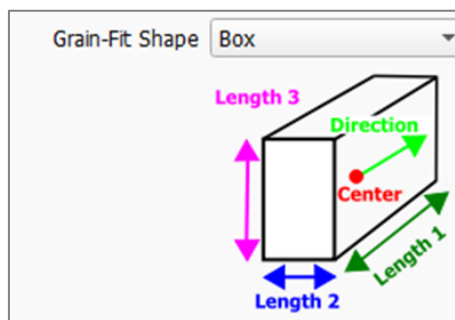 Grain-Fit Shape Box
Length 3
Direction
Center
Length 1
Length 2